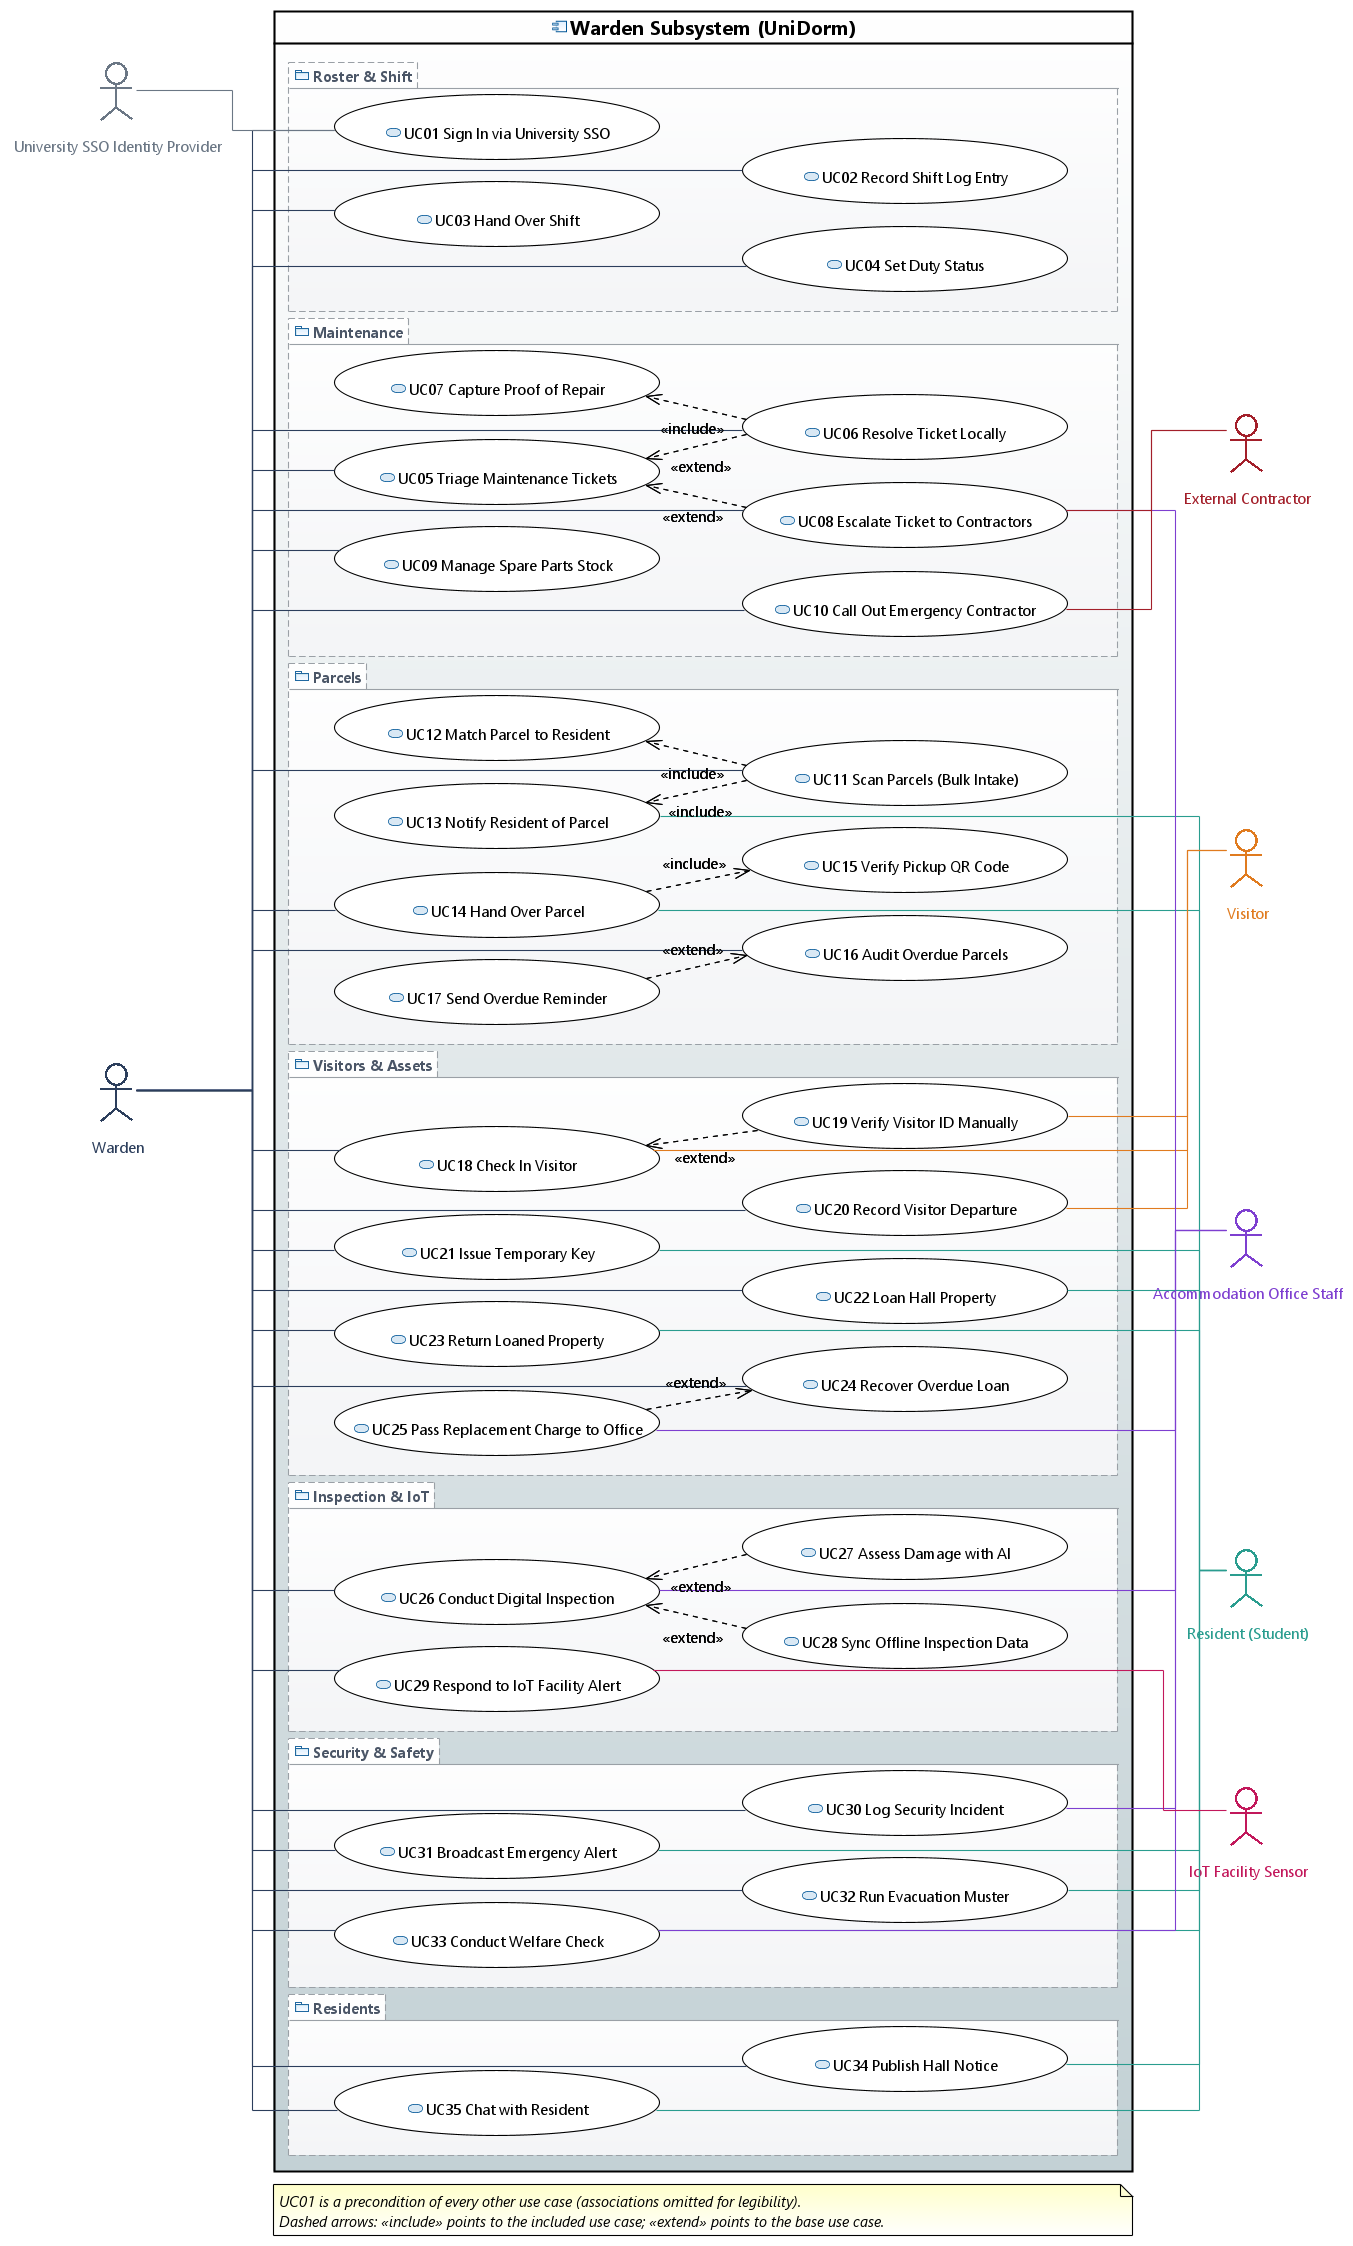 Warden Subsystem (UniDorm)
Roster & Shift
University SSO Identity Provider
UC01 Sign In via University SSO
UC02 Record Shift Log Entry
UC03 Hand Over Shift
UC04 Set Duty Status
Maintenance
UC07 Capture Proof of Repair
«include»
UC06 Resolve Ticket Locally
«extend»
UC05 Triage Maintenance Tickets
External Contractor
«extend»
UC08 Escalate Ticket to Contractors
UC09 Manage Spare Parts Stock
UC10 Call Out Emergency Contractor
Parcels
UC12 Match Parcel to Resident
«include»
UC11 Scan Parcels (Bulk Intake)
«include»
UC13 Notify Resident of Parcel
«include»
UC15 Verify Pickup QR Code
UC14 Hand Over Parcel
Visitor
«extend»
UC16 Audit Overdue Parcels
UC17 Send Overdue Reminder
Visitors & Assets
UC19 Verify Visitor ID Manually
Warden
«extend»
UC18 Check In Visitor
UC20 Record Visitor Departure
UC21 Issue Temporary Key
UC22 Loan Hall Property
Accommodation Office Staff
UC23 Return Loaned Property
«extend»
UC24 Recover Overdue Loan
UC25 Pass Replacement Charge to Office
Inspection & IoT
UC27 Assess Damage with AI
«extend»
UC26 Conduct Digital Inspection
«extend»
UC28 Sync Offline Inspection Data
Resident (Student)
UC29 Respond to IoT Facility Alert
Security & Safety
UC30 Log Security Incident
UC31 Broadcast Emergency Alert
IoT Facility Sensor
UC32 Run Evacuation Muster
UC33 Conduct Welfare Check
Residents
UC34 Publish Hall Notice
UC35 Chat with Resident
UC01 is a precondition of every other use case (associations omitted for legibility).
Dashed arrows: «include» points to the included use case; «extend» points to the base use case.